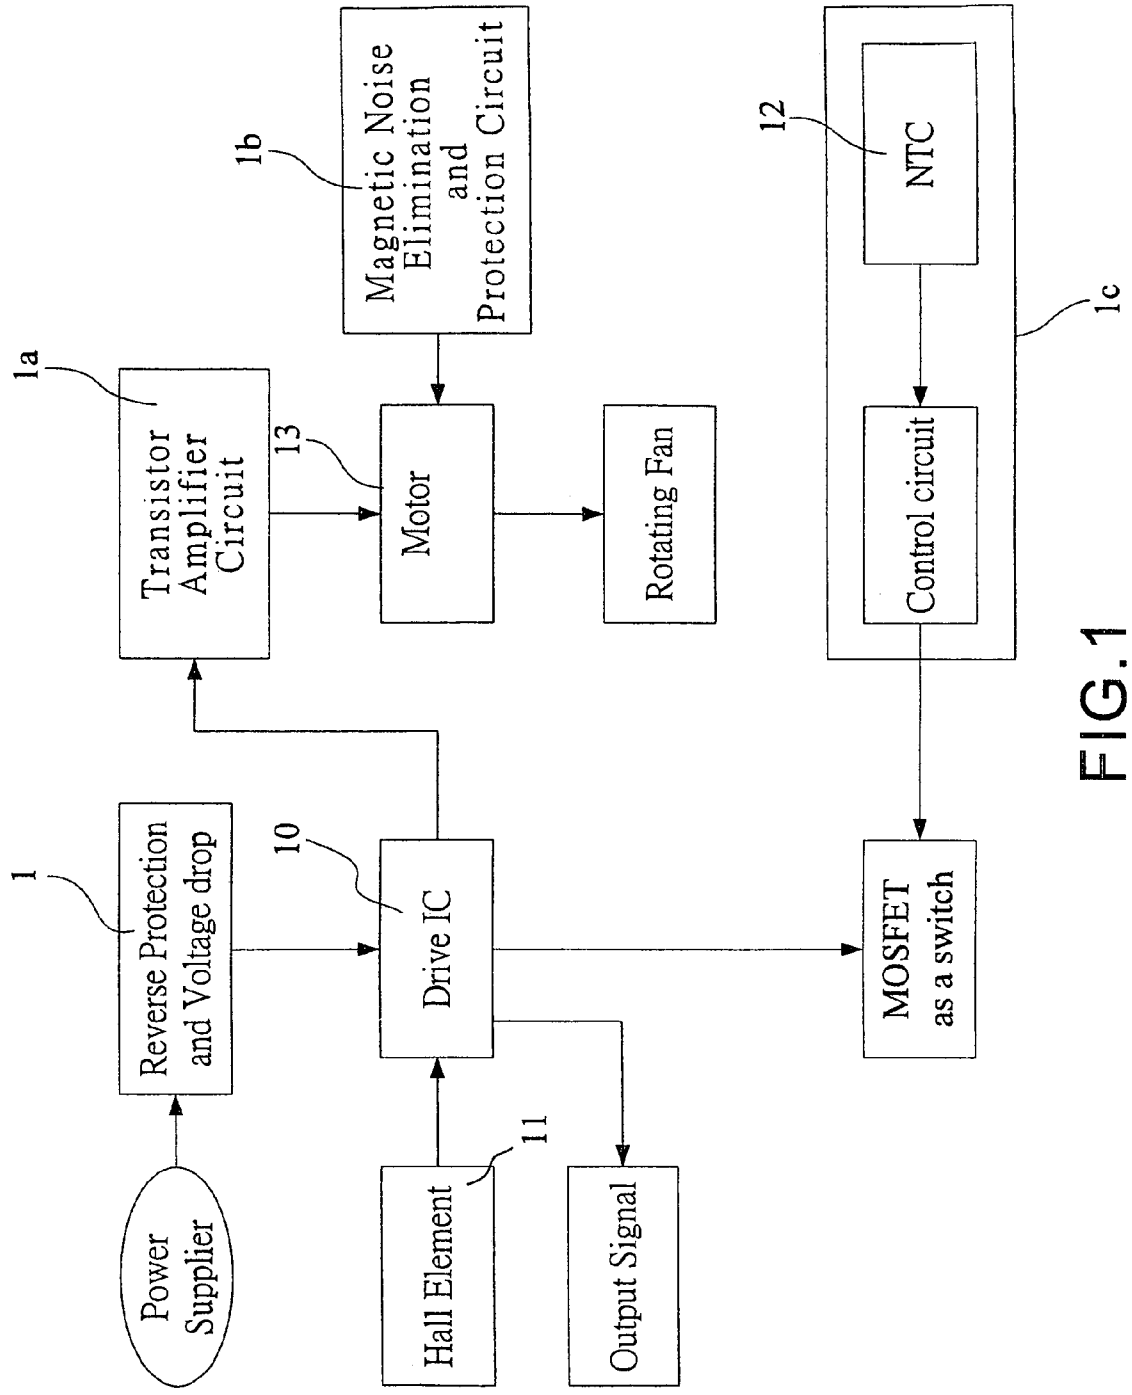 Power
Supplier
1
Reverse Protection
and Voltage drop
1a
Transistor
Amplifier
Circuit
Hall Element
11
10
Drive IC
13
Motor
1b
Magnetic Noise
Elimination
and
Protection Circuit
Output Signal
Rotating Fan
MOSFET
as a switch
Control circuit
12
NTC
1c
FIG.1